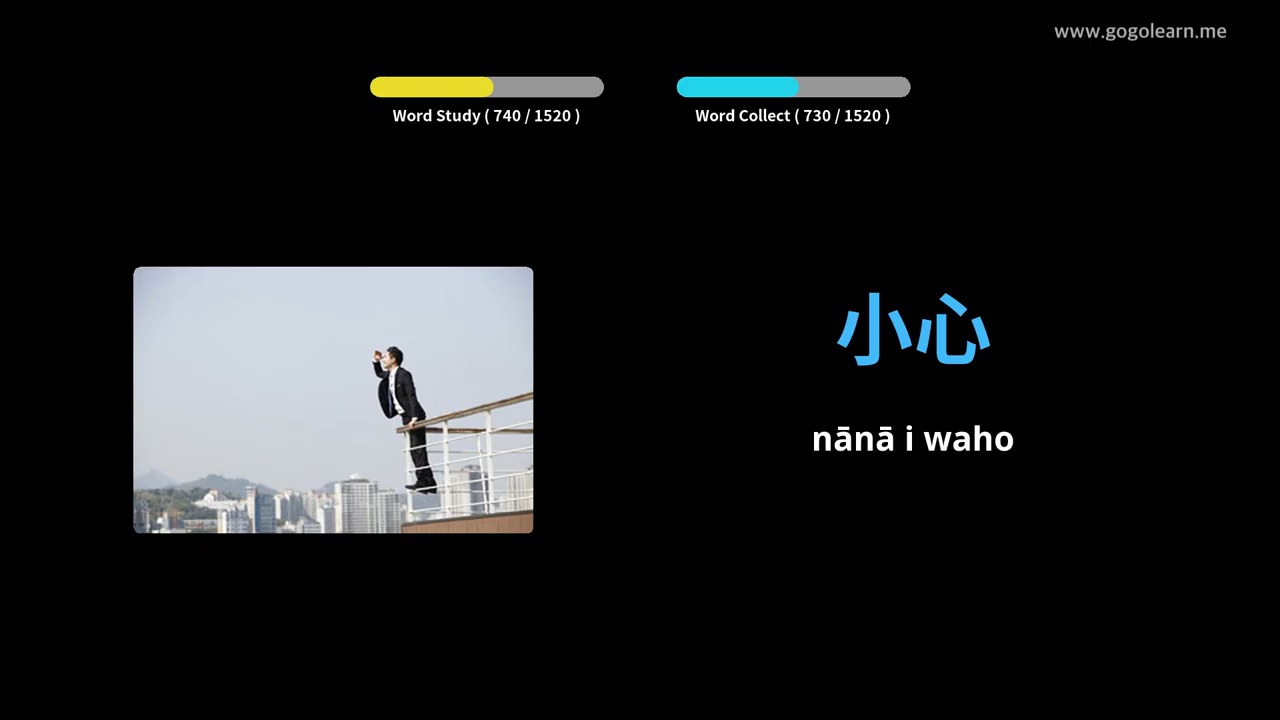 www.gogolearn.me
Word Study ( 740 / 1520 )
Word Collect ( 730 / 1520 )
小心
nānā i waho